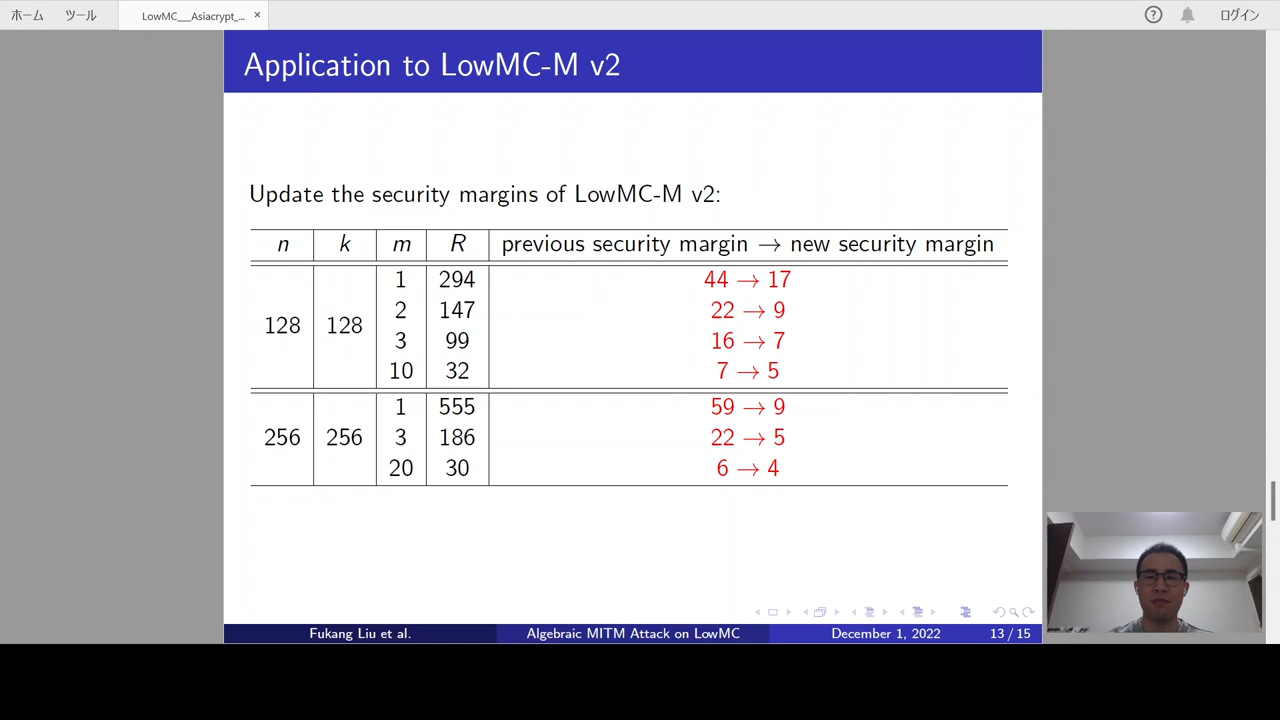 ホーム ツール LowMC___Asiacrypt_... × ? ログイン
Application to LowMC-M v2
Update the security margins of LowMC-M v2:
n k m R previous security margin → new security margin
128 128
1 294 44 → 17
2 147 22 → 9
3 99 16 → 7
10 32 7 → 5
256 256
1 555 59 → 9
3 186 22 → 5
20 30 6 → 4
Fukang Liu et al. Algebraic MITM Attack on LowMC December 1, 2022 13 / 15